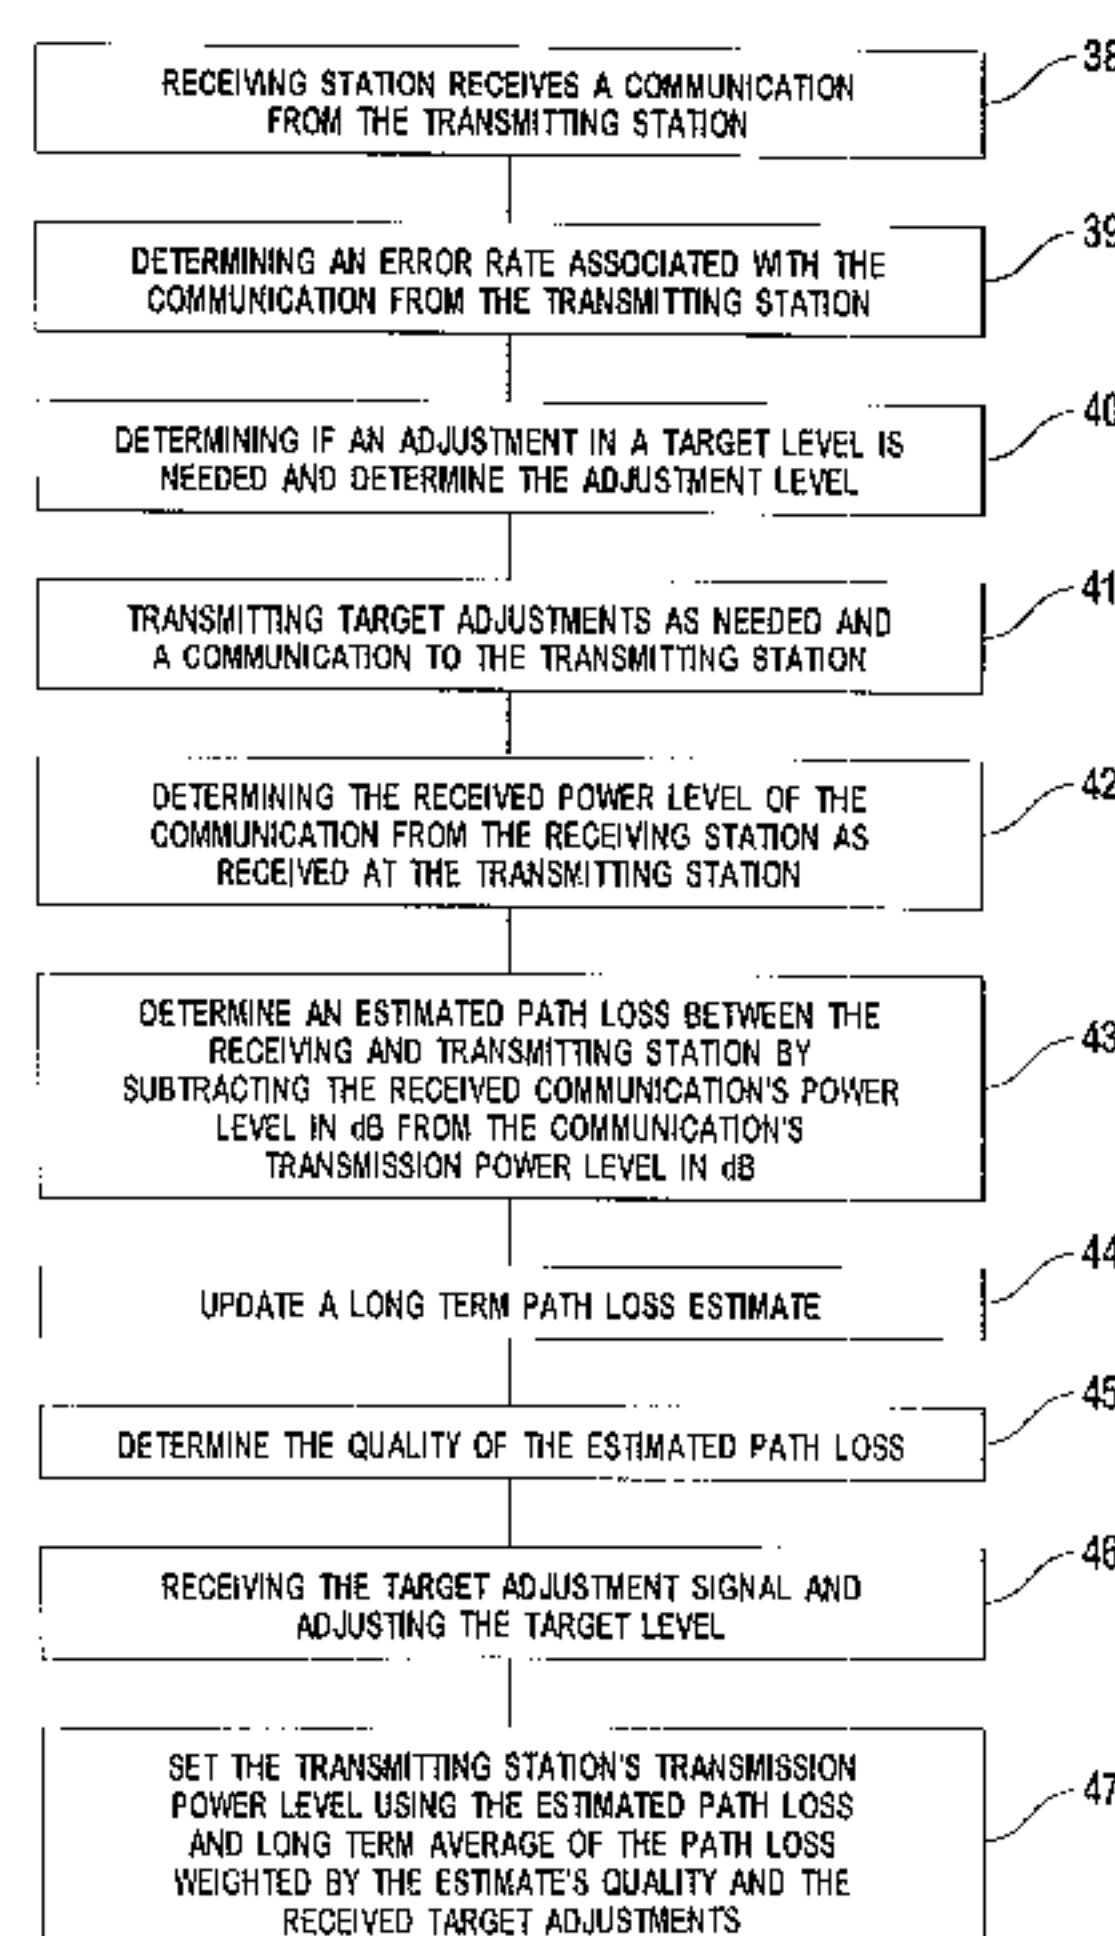 38
RECEIVING STATION RECEIVES A COMMUNICATION
FROM THE TRANSMITTING STATION
39
DETERMINING AN ERROR RATE ASSOCIATED WITH THE
COMMUNICATION FROM THE TRANSMITTING STATION
40
DETERMINING IF AN ADJUSTMENT IN A TARGET LEVEL IS
NEEDED AND DETERMINE THE ADJUSTMENT LEVEL
41
TRANSMITTING TARGET ADJUSTMENTS AS NEEDED AND
A COMMUNICATION TO THE TRANSMITTING STATION
42
DETERMINING THE RECEIVED POWER LEVEL OF THE
COMMUNICATION FROM THE RECEIVING STATION AS
RECEIVED AT THE TRANSMITTING STATION
43
DETERMINE AN ESTIMATED PATH LOSS BETWEEN THE
RECEIVING AND TRANSMITTING STATION BY
SUBTRACTING THE RECEIVED COMMUNICATION'S POWER
LEVEL IN dB FROM THE COMMUNICATION'S
TRANSMISSION POWER LEVEL IN dB
44
UPDATE A LONG TERM PATH LOSS ESTIMATE
45
DETERMINE THE QUALITY OF THE ESTIMATED PATH LOSS
46
RECEIVING THE TARGET ADJUSTMENT SIGNAL AND
ADJUSTING THE TARGET LEVEL
47
SET THE TRANSMITTING STATION'S TRANSMISSION
POWER LEVEL USING THE ESTIMATED PATH LOSS
AND LONG TERM AVERAGE OF THE PATH LOSS
WEIGHTED BY THE ESTIMATE'S QUALITY AND THE
RECEIVED TARGET ADJUSTMENTS